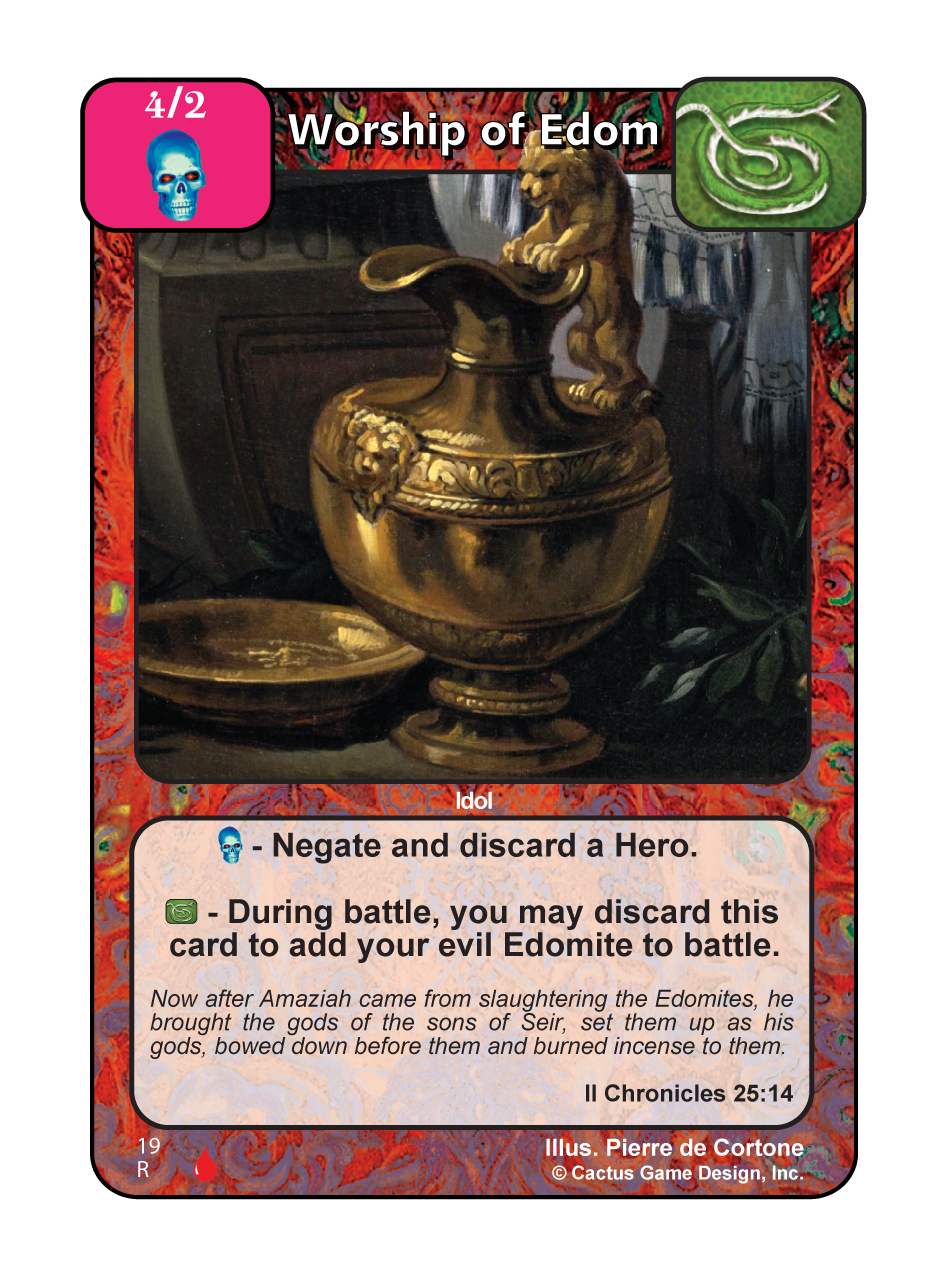 4/2
Worship of Edom
Idol
- Negate and discard a Hero.
- During battle, you may discard this
card to add your evil Edomite to battle.
Now after Amaziah came from slaughtering the Edomites, he
brought the gods of the sons of Seir, set them up as his
gods, bowed down before them and burned incense to them.
II Chronicles 25:14
19
R
Illus. Pierre de Cortone
© Cactus Game Design, Inc.